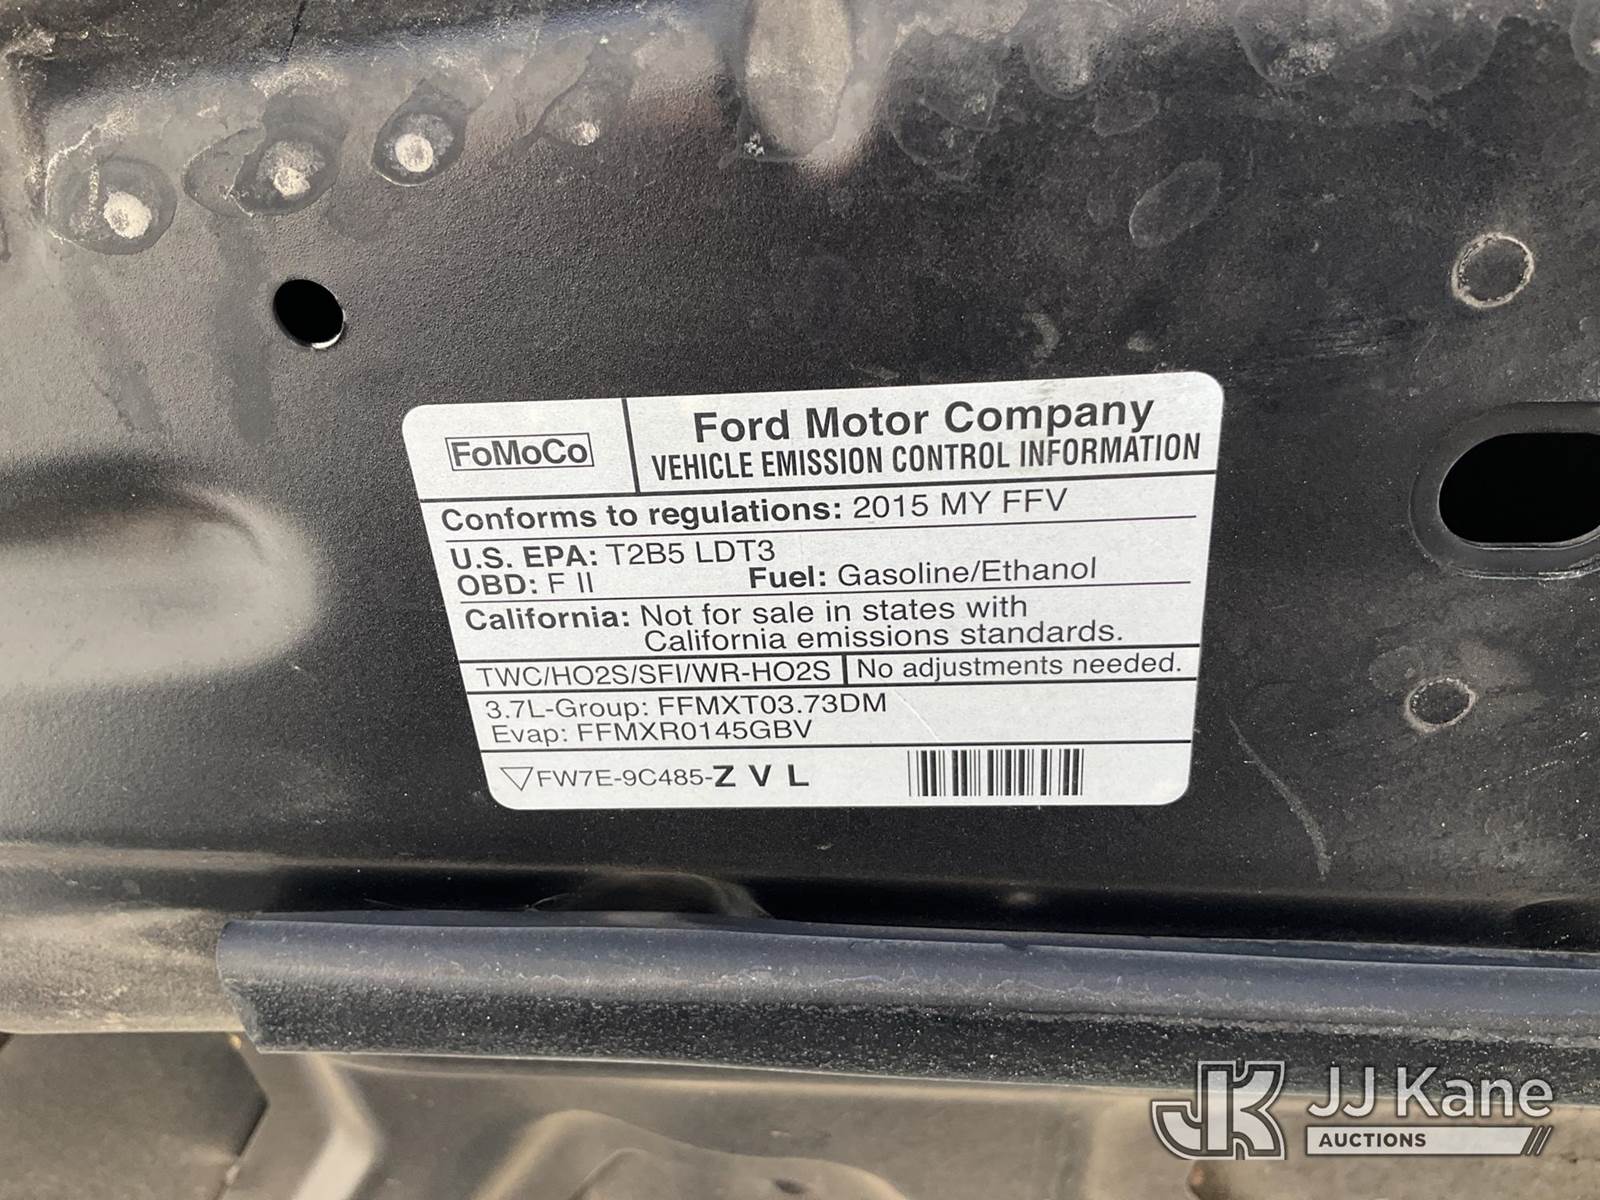 FoMoCo
Ford Motor Company
VEHICLE EMISSION CONTROL INFORMATION
Conforms to regulations: 2015 MY FFV
U.S. EPA: T2B5 LDT3
OBD: F II Fuel: Gasoline/Ethanol
California: Not for sale in states with
California emissions standards.
TWC/HO2S/SFI/WR-HO2S No adjustments needed.
3.7L-Group: FFMXT03.73DM
Evap: FFMXR0145GBV
FW7E-9C485-Z V L
JK JJ Kane
AUCTIONS